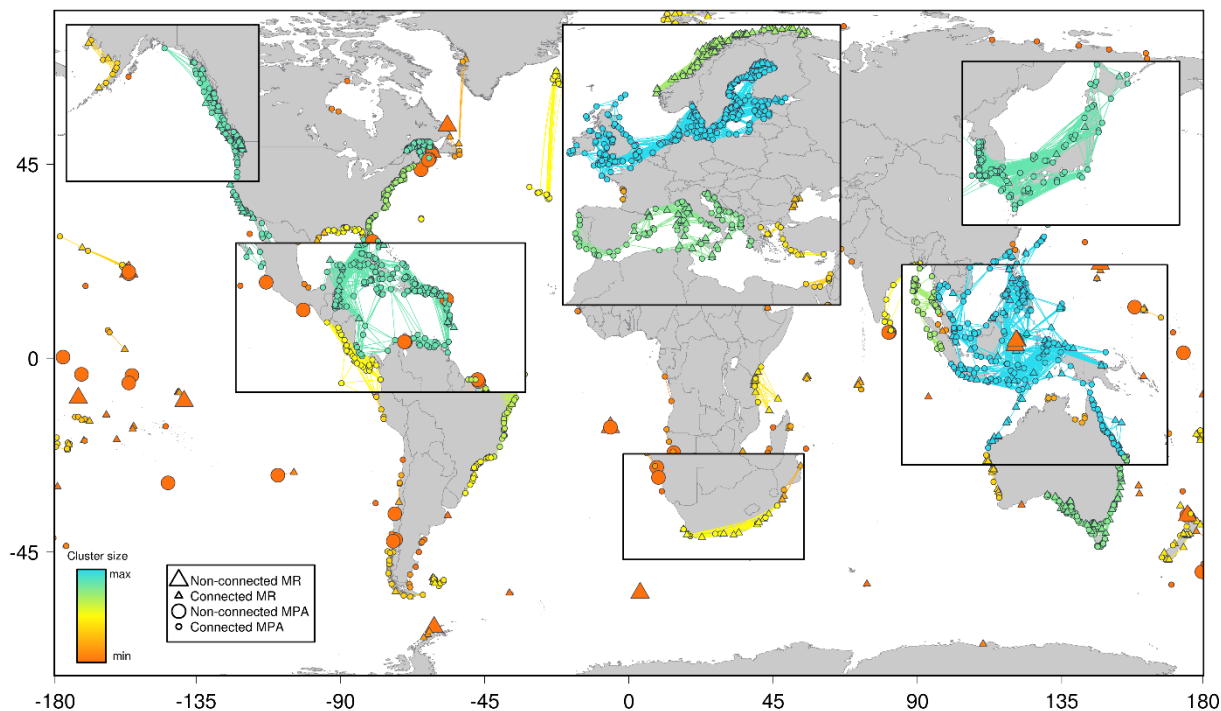 45
0
-45
Cluster size
max
min
Non-connected MR
Connected MR
Non-connected MPA
Connected MPA
-180 -135 -90 -45 0 45 90 135 180